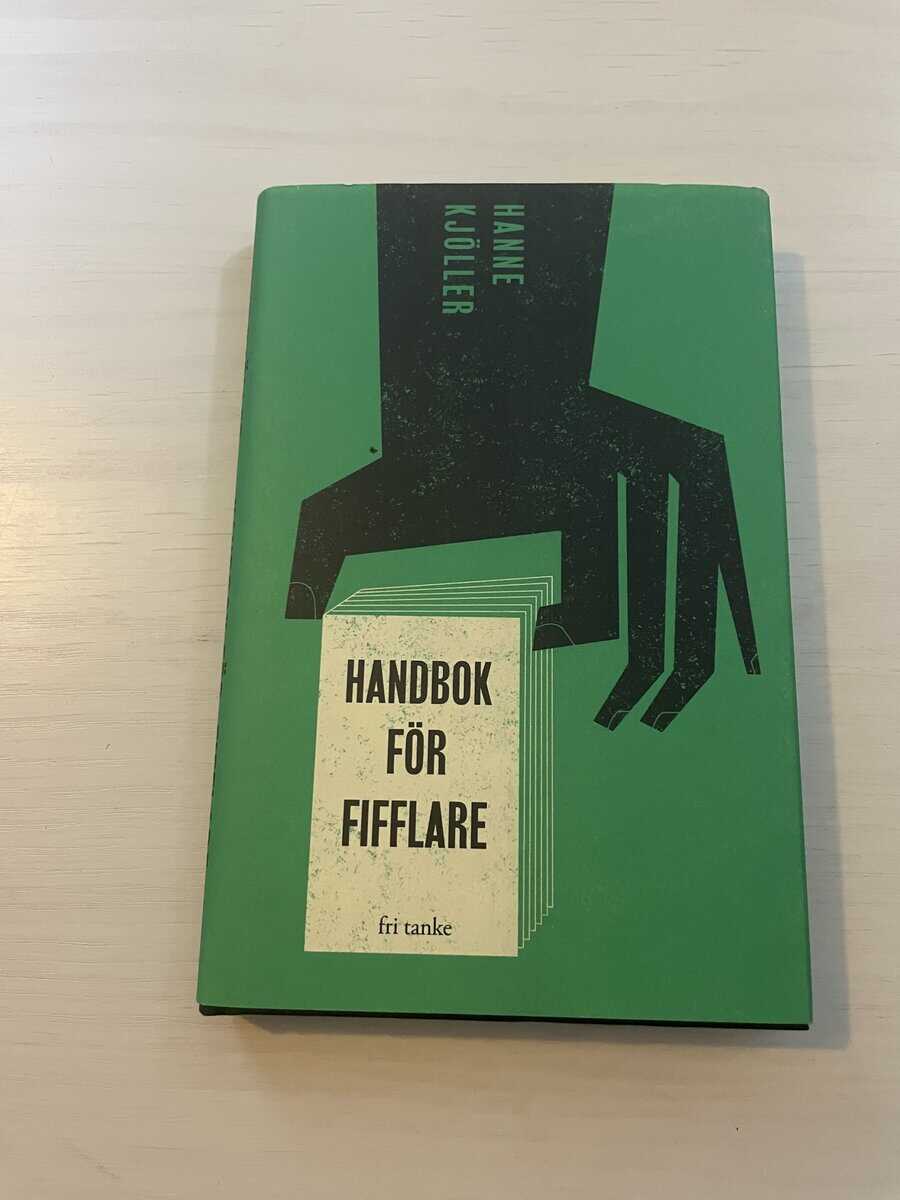 HANNE
KJÖLLER
HANDBOK
FÖR
FIFFLARE
fri tanke